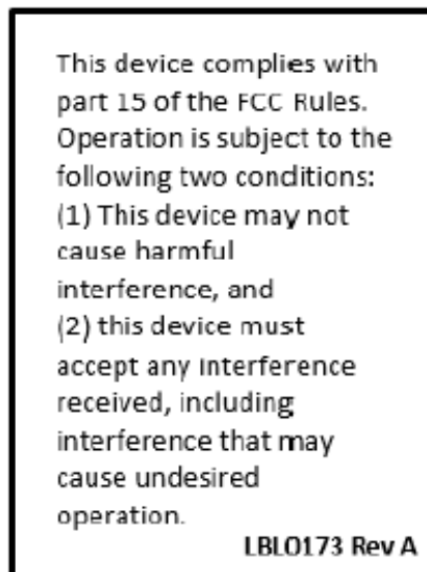 This device complies with
part 15 of the FCC Rules.
Operation is subject to the
following two conditions:
(1) This device may not
cause harmful
interference, and
(2) this device must
accept any interference
received, including
interference that may
cause undesired
operation.
LBL0173 Rev A